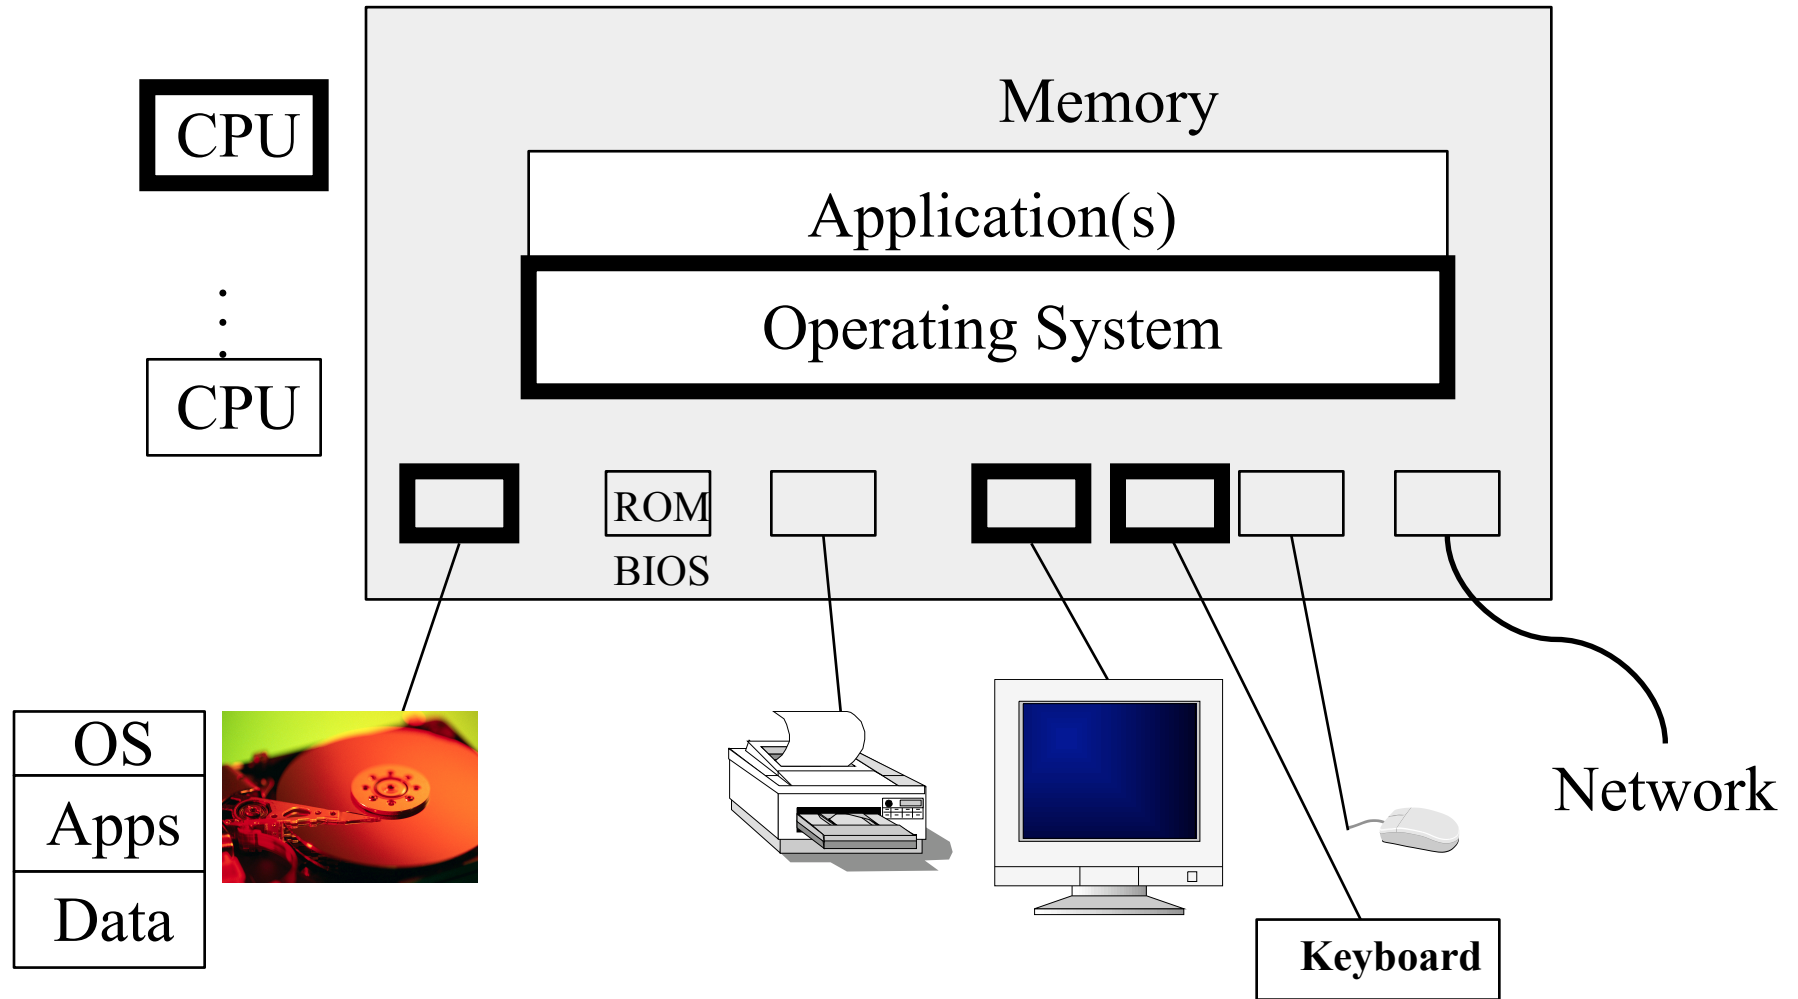 Memory
CPU
Application(s)
Operating System
CPU
ROM
BIOS
OS
Apps
Data
Network
Keyboard